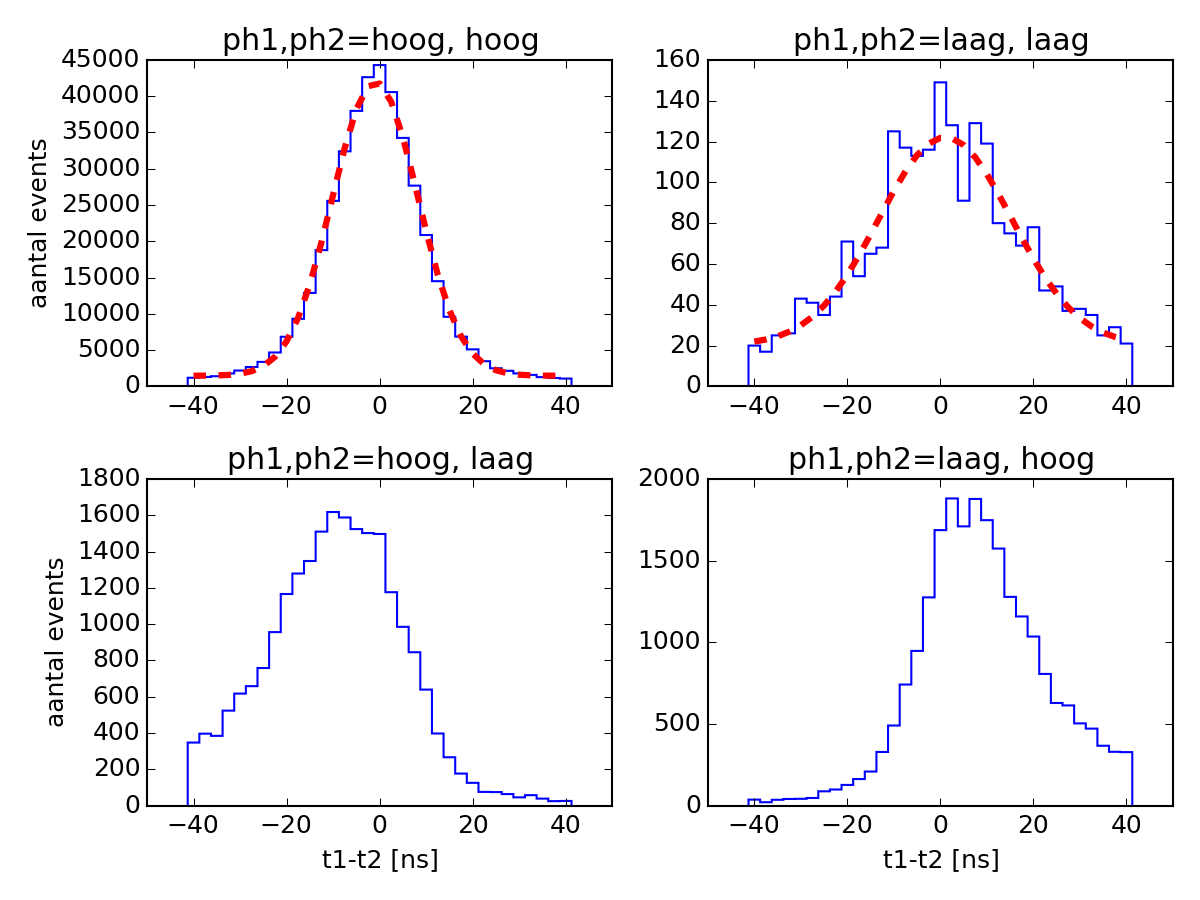 ph1,ph2=hoog, hoog
ph1,ph2=laag, laag
45000
40000
35000
30000
25000
20000
15000
10000
5000
0
aantal events
−40 −20 0 20 40
160
140
120
100
80
60
40
20
0
−40 −20 0 20 40
ph1,ph2=hoog, laag
ph1,ph2=laag, hoog
1800
1600
1400
1200
1000
800
600
400
200
0
aantal events
−40 −20 0 20 40
t1-t2 [ns]
2000
1500
1000
500
0
−40 −20 0 20 40
t1-t2 [ns]